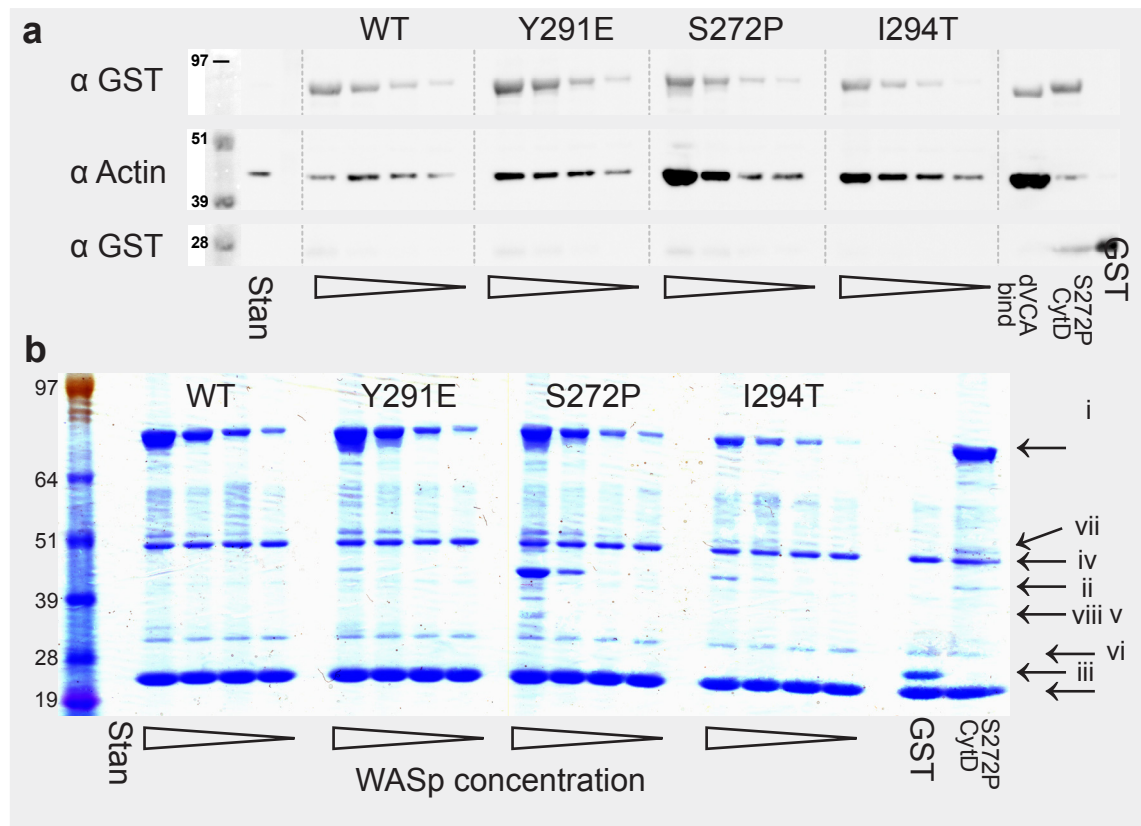 a
WT Y291E S272P I294T
α GST
97
α Actin
51
39
α GST
28
Stan
dVCA
bind
S272P
CytD
GST
b
WT Y291E S272P I294T
97
64
51
39
28
19
i
vii
iv
ii
viii v
vi
iii
Stan
WASp concentration
GST
S272P
CytD